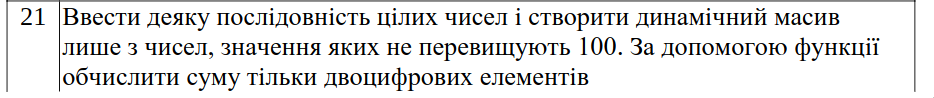 21 Ввести деяку послідовність цілих чисел і створити динамічний масив
лише з чисел, значення яких не перевищують 100. За допомогою функції
обчислити суму тільки двоцифрових елементів